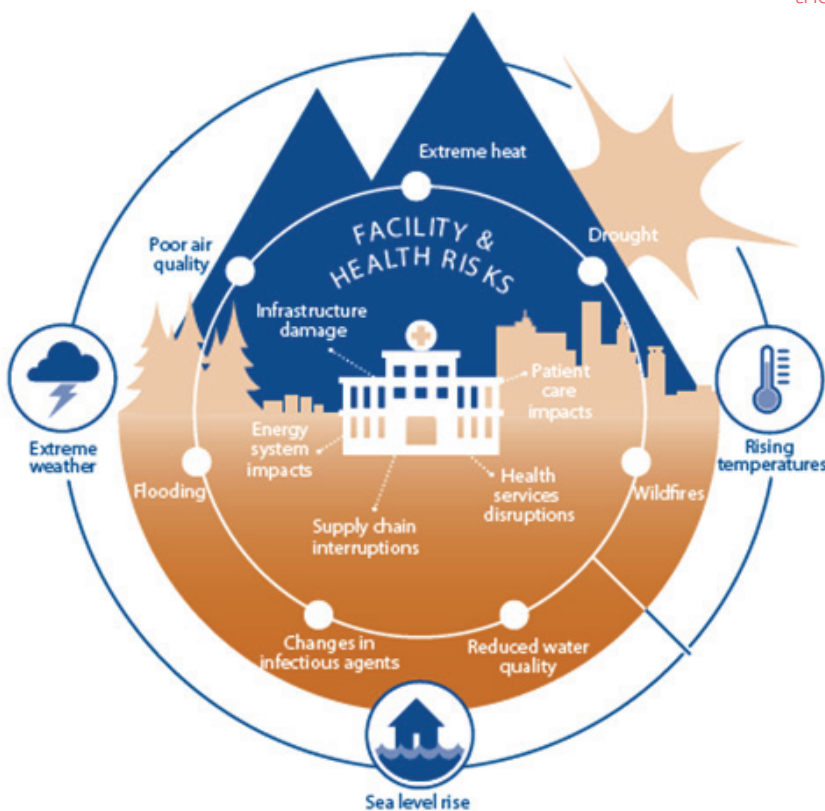 Extreme heat
Drought
Poor air
quality
FACILITY &
HEALTH RISKS
Infrastructure
damage
Patient
care
impacts
Energy
system
impacts
Health
services
disruptions
Supply chain
interruptions
Extreme
weather
Rising
temperatures
Flooding
Wildfires
Changes in
infectious agents
Reduced water
quality
Sea level rise